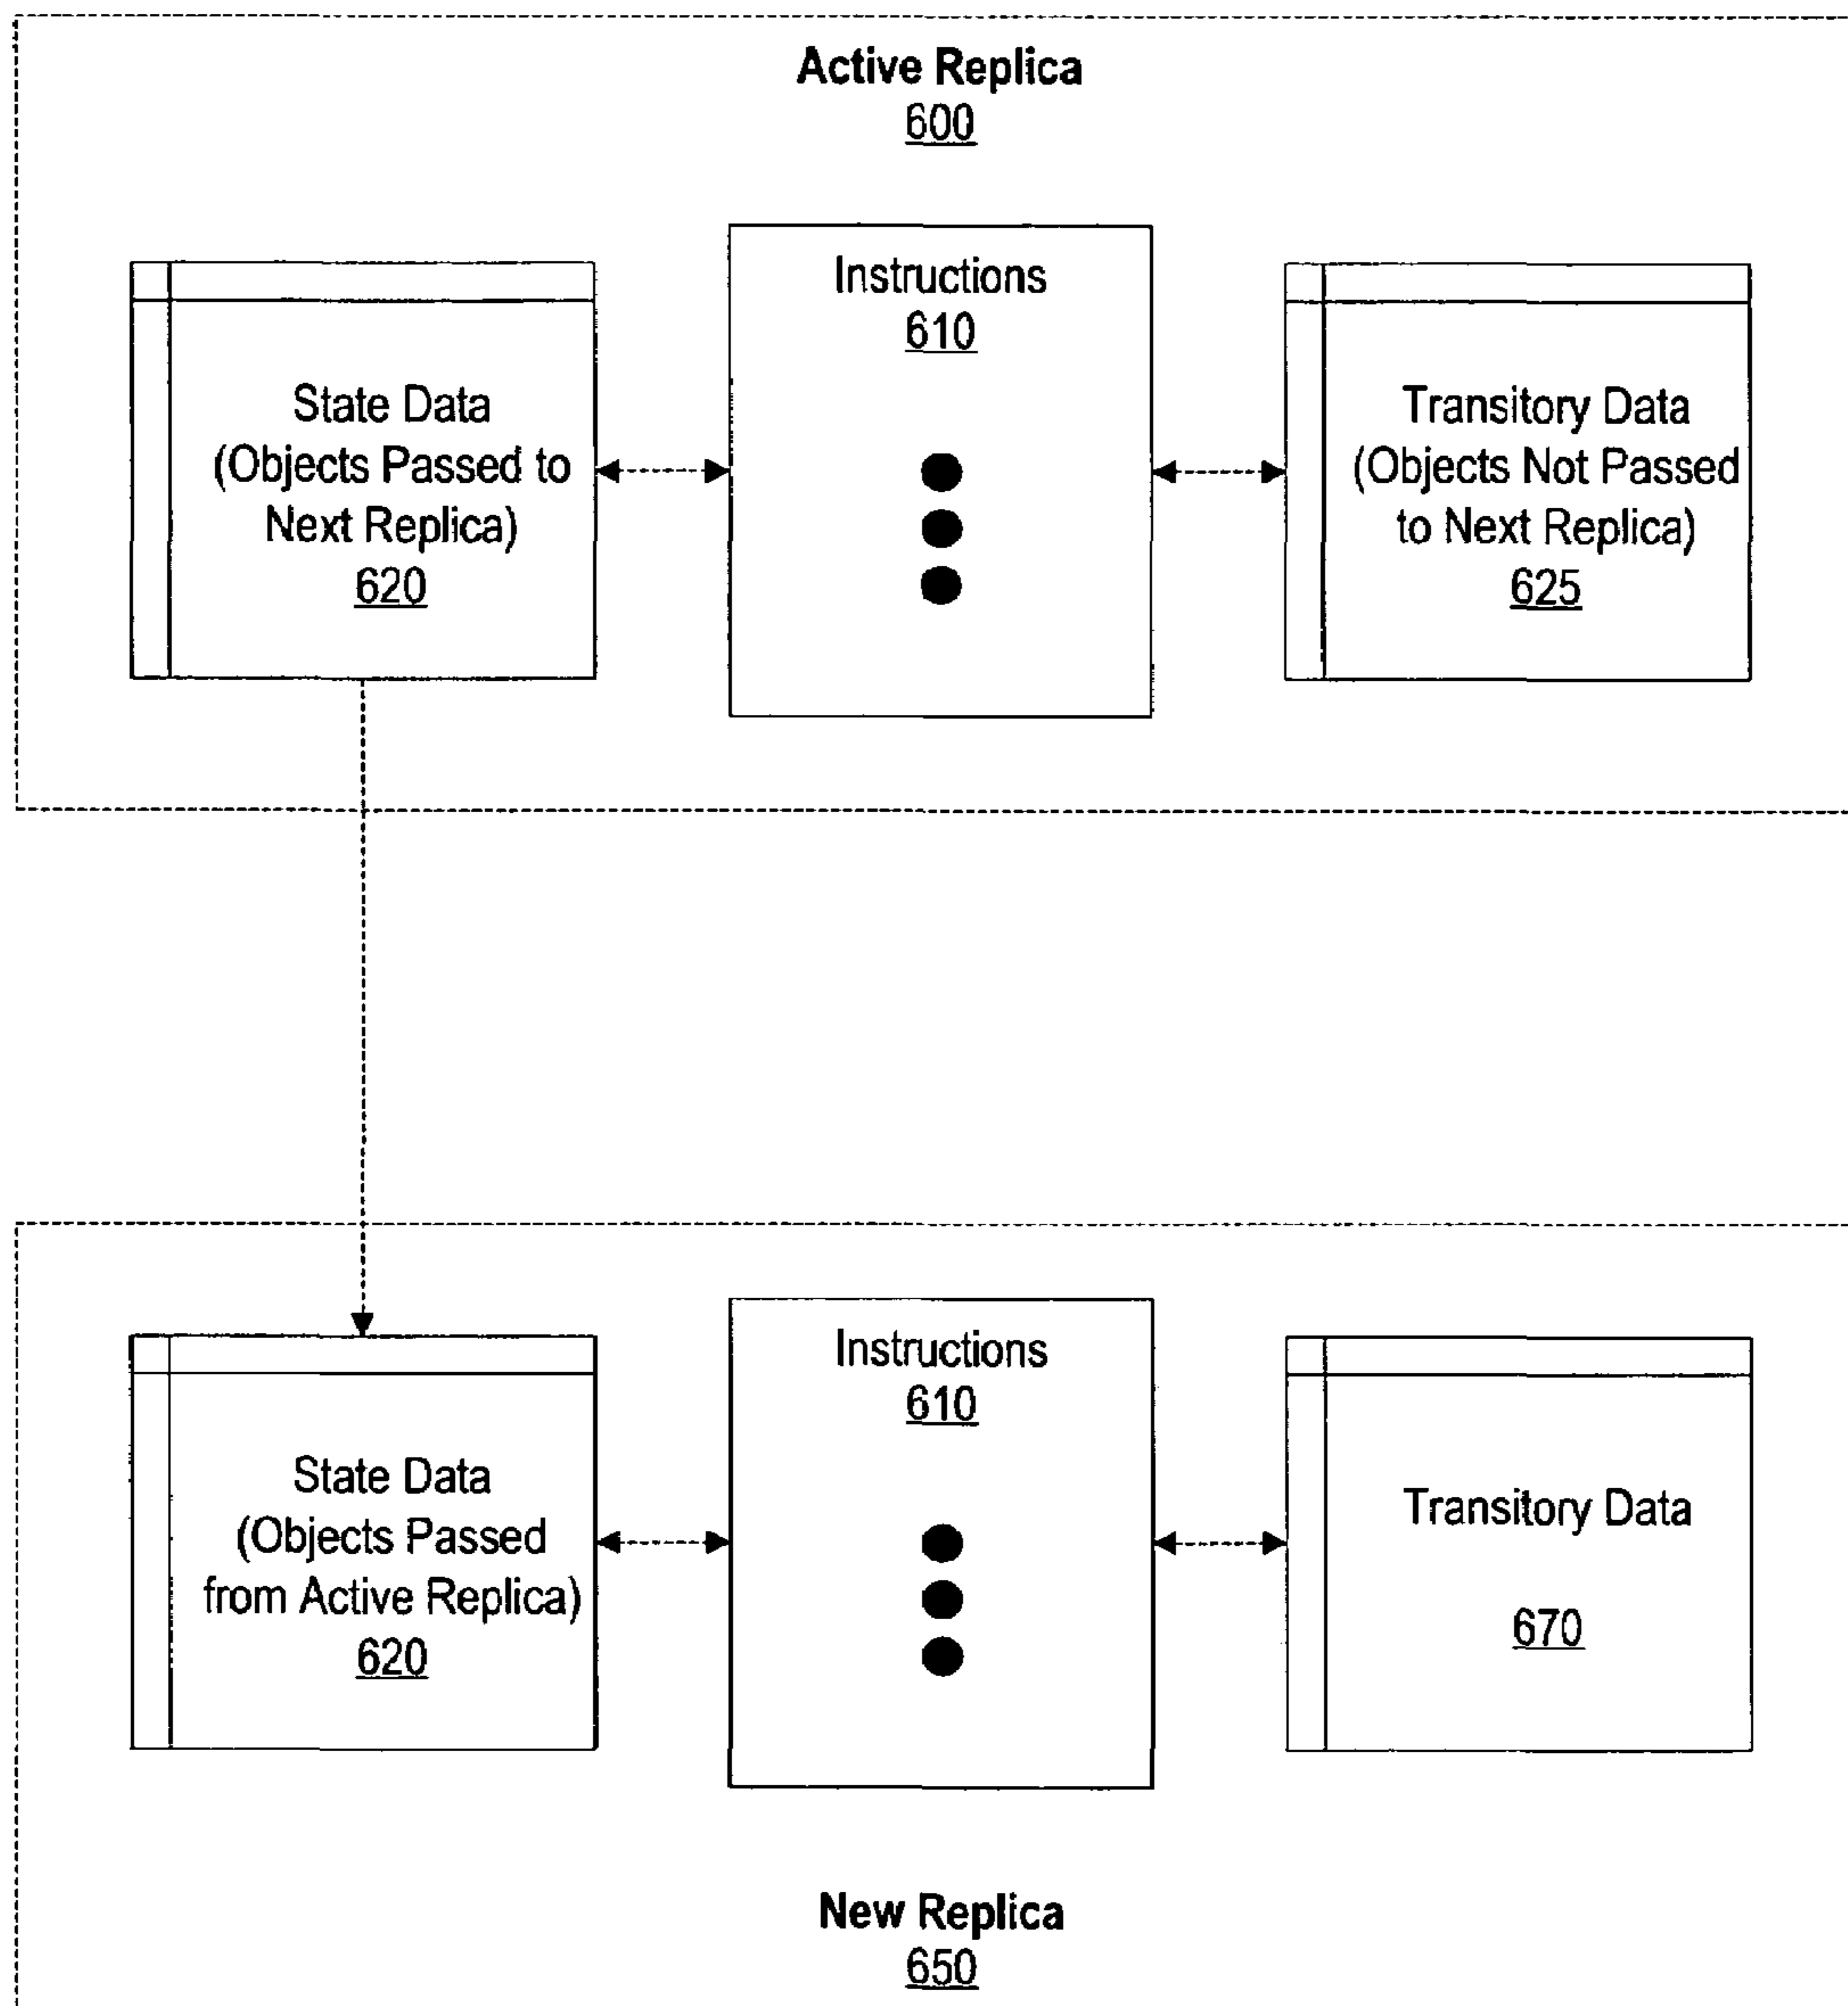 Active Replica
600
State Data
(Objects Passed to
Next Replica)
620
Instructions
610
Transitory Data
(Objects Not Passed
to Next Replica)
625
State Data
(Objects Passed
from Active Replica)
620
Instructions
610
Transitory Data
670
New Replica
650